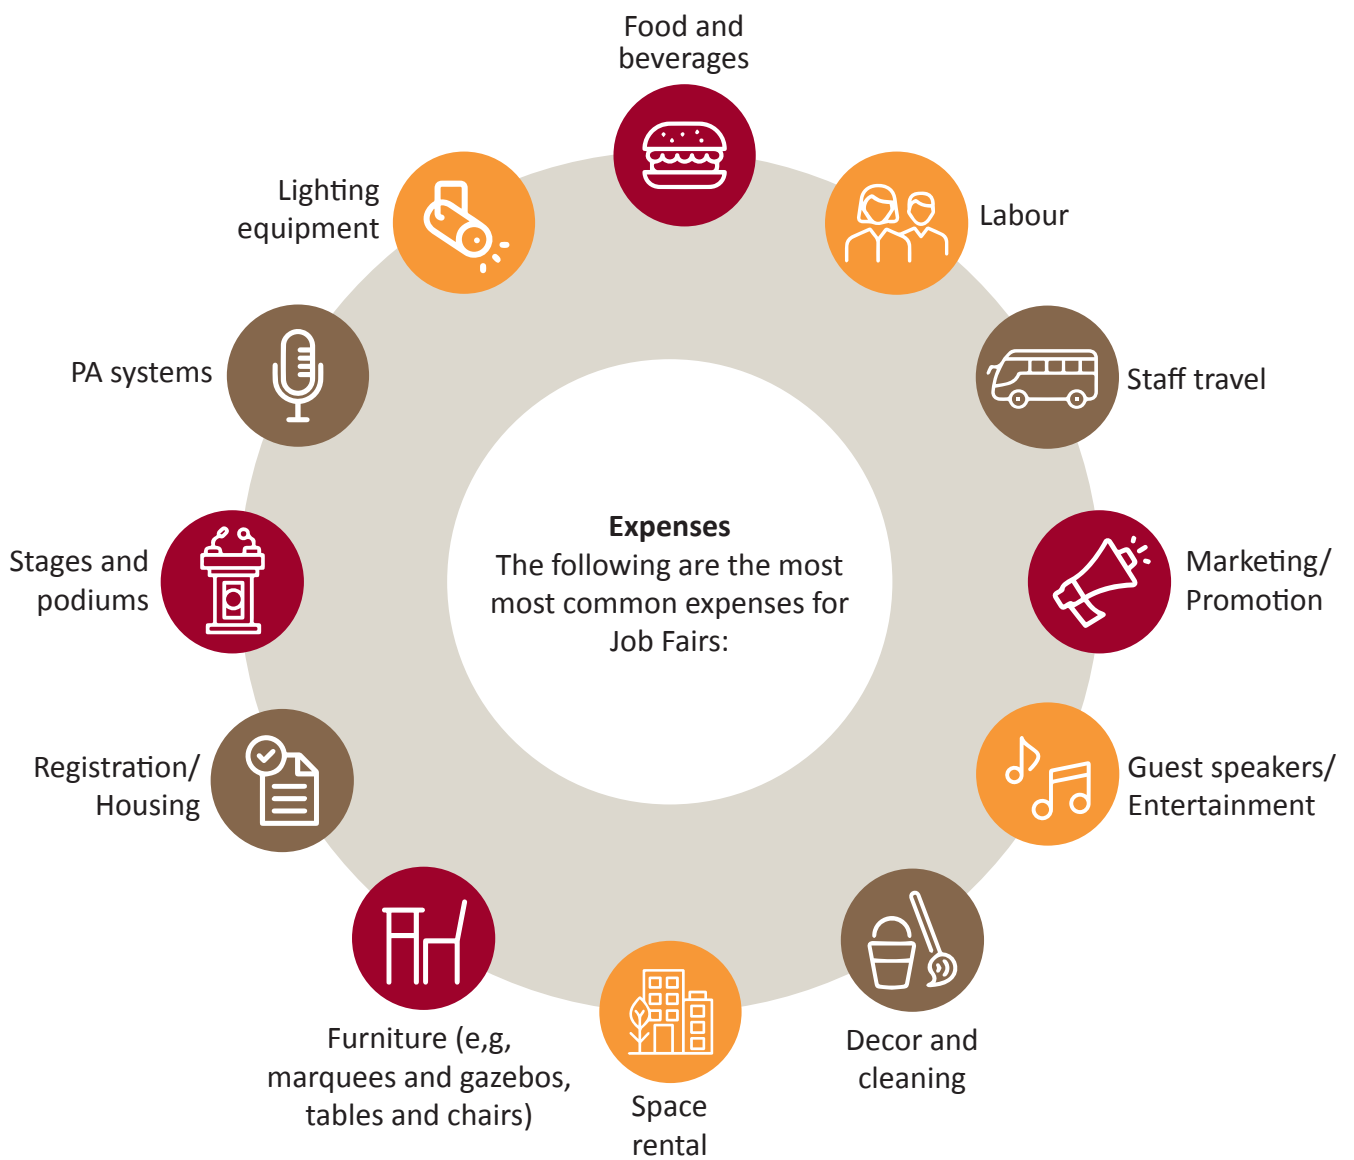 Food and
beverages
Labour
Staff travel
Marketing/
Promotion
Guest speakers/
Entertainment
Decor and
cleaning
Space
rental
Furniture (e,g,
marquees and gazebos,
tables and chairs)
Registration/
Housing
Stages and
podiums
PA systems
Lighting
equipment
Expenses
The following are the most
most common expenses for
Job Fairs: